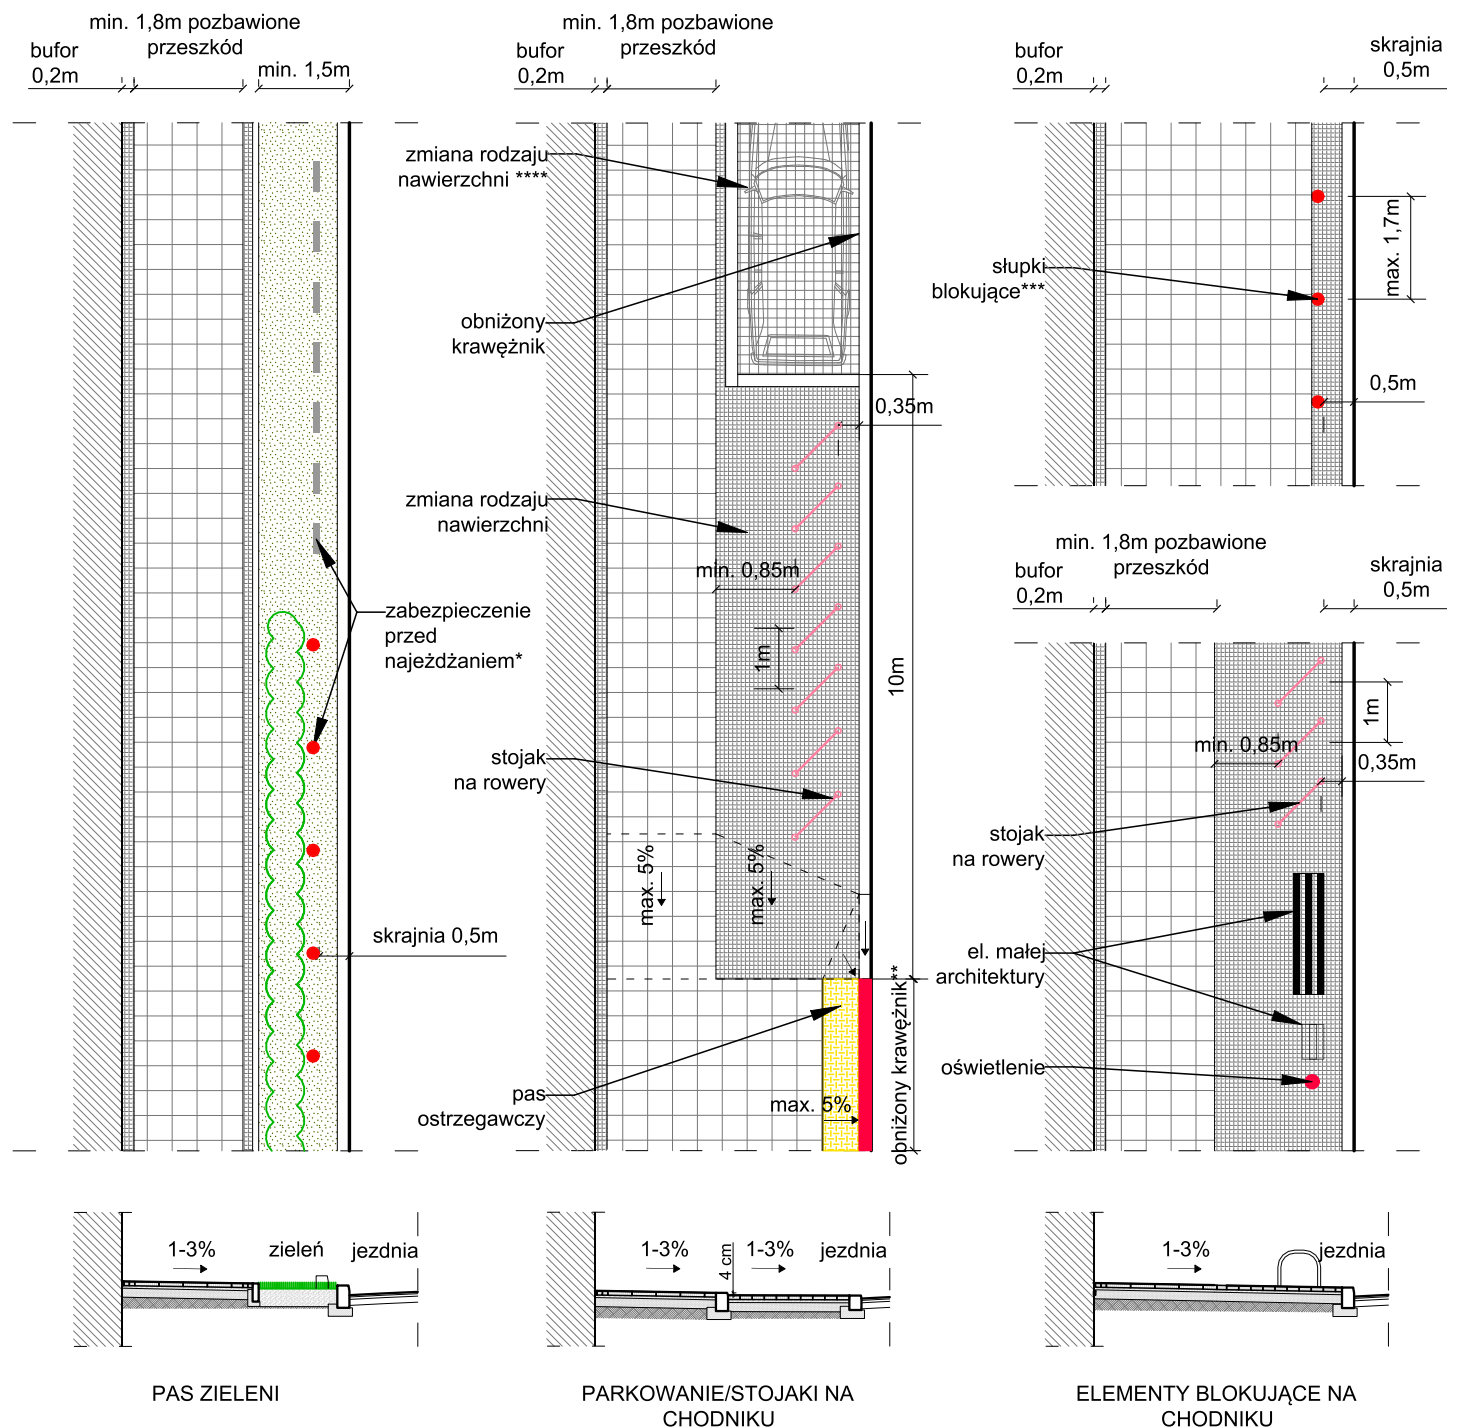 min. 1,8m pozbawione
przeszkód
bufor
0,2m
min. 1,5m
zabezpieczenie
przed
najeżdżaniem*
skrajnia 0,5m
1-3%
zieleń
jezdnia
PAS ZIELENI
min. 1,8m pozbawione
przeszkód
bufor
0,2m
zmiana rodzaju
nawierzchni ****
obniżony
krawężnik
0,35m
zmiana rodzaju
nawierzchni
min. 0,85m
1m
10m
stojak
na rowery
max. 5%
max. 5%
obniżony krawężnik**
pas
ostrzegawczy
max. 5%
1-3%
4 cm
1-3%
jezdnia
PARKOWANIE/STOJAKI NA
CHODNIKU
bufor
0,2m
skrajnia
0,5m
max. 1,7m
słupki
blokujące***
0,5m
min. 1,8m pozbawione
przeszkód
bufor
0,2m
skrajnia
0,5m
1m
min. 0,85m
0,35m
stojak
na rowery
el. małej
architektury
oświetlenie
1-3%
jezdnia
ELEMENTY BLOKUJĄCE NA
CHODNIKU